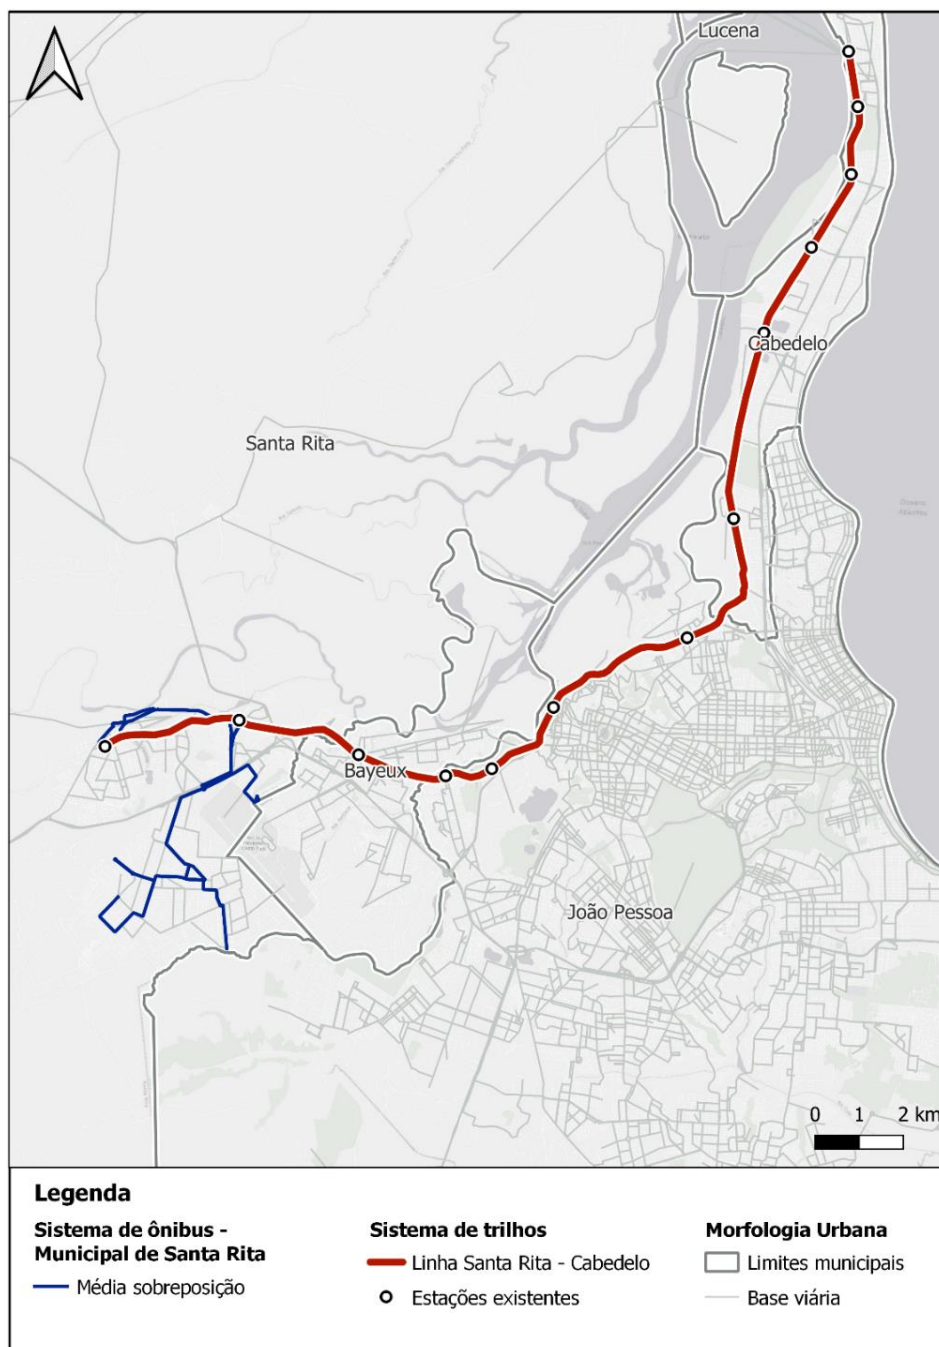 Lucena
Cabedelo
Santa Rita
Bayeux
João Pessoa
0 1 2 km
Legenda
Sistema de ônibus -
Municipal de Santa Rita
Média sobreposição
Sistema de trilhos
Linha Santa Rita - Cabedelo
Estações existentes
Morfologia Urbana
Limites municipais
Base viária